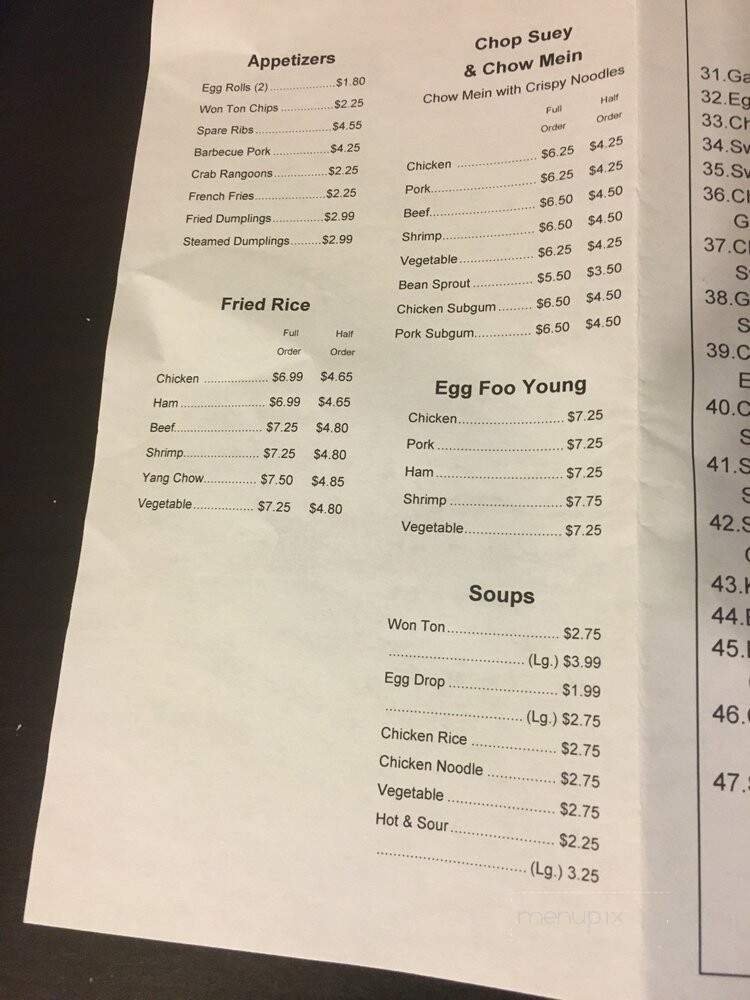 Appetizers
Egg Rolls (2)....................$1.80
Won Ton Chips ................$2.25
Spare Ribs.......................$4.55
Barbecue Pork.................$4.25
Crab Rangoons................$2.25
French Fries.....................$2.25
Fried Dumplings...............$2.99
Steamed Dumplings.........$2.99
Fried Rice
Full Half
Order Order
Chicken ................... $6.99 $4.65
Ham......................... $6.99 $4.65
Beef.......................... $7.25 $4.80
Shrimp....................... $7.25 $4.80
Yang Chow............... $7.50 $4.85
Vegetable.................. $7.25 $4.80
Chop Suey
& Chow Mein
Chow Mein with Crispy Noodles
Full Half
Order Order
Chicken ...................... $6.25 $4.25
Pork............................. $6.25 $4.25
Beef............................. $6.50 $4.50
Shrimp......................... $6.50 $4.50
Vegetable.................... $6.25 $4.25
Bean Sprout................ $5.50 $3.50
Chicken Subgum ......... $6.50 $4.50
Pork Subgum............... $6.50 $4.50
Egg Foo Young
Chicken............................ $7.25
Pork ................................. $7.25
Ham.................................. $7.25
Shrimp ............................. $7.75
Vegetable......................... $7.25
Soups
Won Ton............................ $2.75
.................................. (Lg.) $3.99
Egg Drop ........................... $1.99
.................................. (Lg.) $2.75
Chicken Rice ..................... $2.75
Chicken Noodle ................. $2.75
Vegetable .......................... $2.75
Hot & Sour......................... $2.25
.................................. (Lg.) 3.25
31.Ga
32.Eg
33.Ch
34.Sw
35.Sw
36.Ch
G
37.Ch
S
38.G
S
39.C
E
40.C
S
41.S
S
42.S
43.
44.
45.
46.
47.
menupix